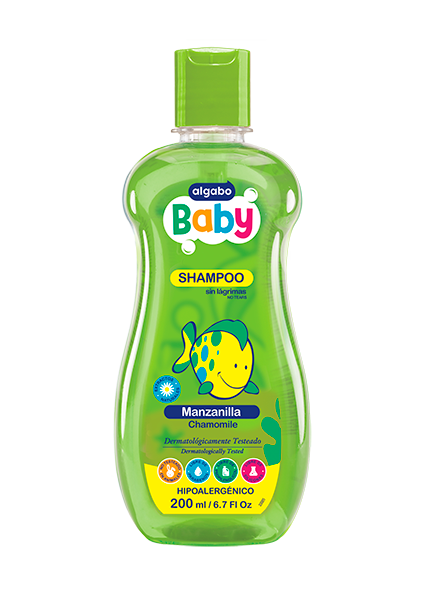 algabo
Baby
SHAMPOO
sin lágrimas
NO TEARS
Manzanilla
Chamomile
Dermatológicamente Testeado
Dermatologically Tested
HIPOALERGÉNICO
200 ml / 6.7 Fl Oz